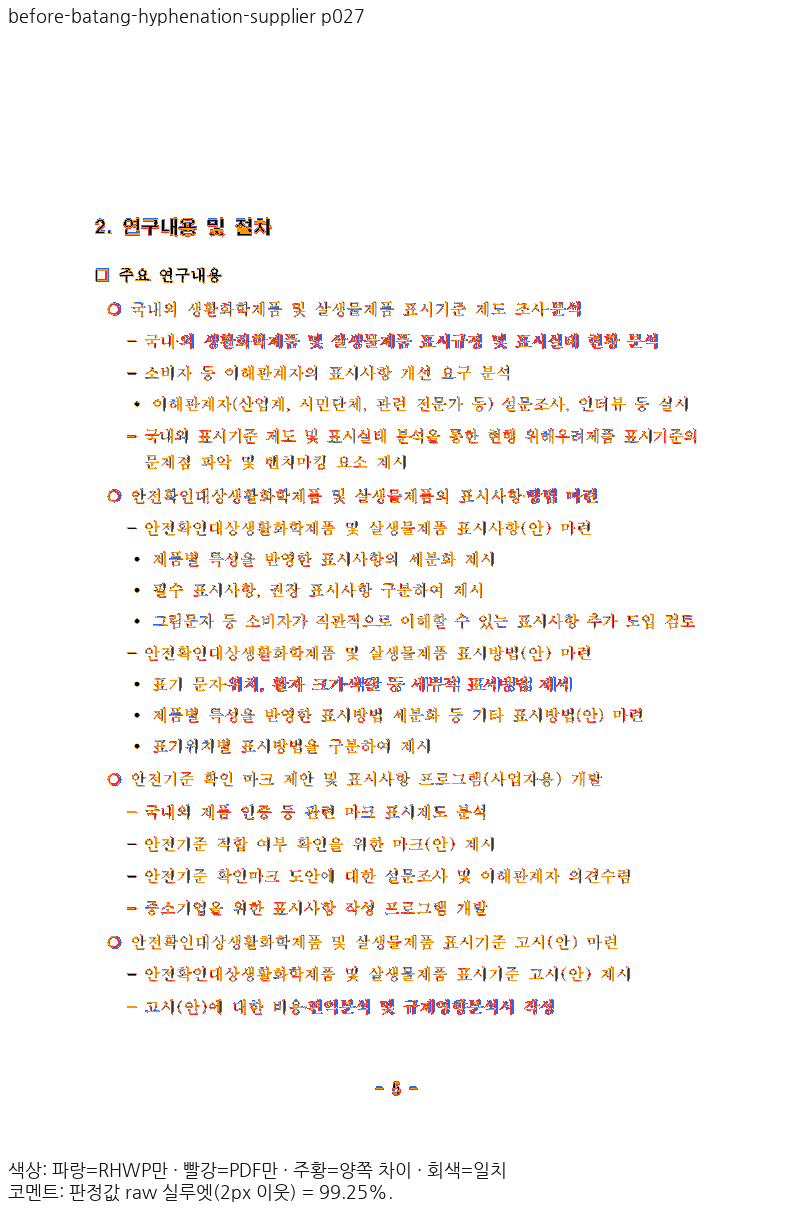 before-batang-hyphenation-supplier p027
2. 연구내용 및 절차
□ 주요 연구내용
○ 국내외 생활화학제품 및 살생물제품 표시기준 제도 조사·분석
- 국내·외 생활화학제품 및 살생물제품 표시규정 및 표시실태 현황 분석
- 소비자 등 이해관계자의 표시사항 개선 요구 분석
• 이해관계자(산업계, 시민단체, 관련 전문가 등) 설문조사, 인터뷰 등 실시
- 국내외 표시기준 제도 및 표시실태 분석을 통한 현행 위해우려제품 표시기준의
문제점 파악 및 벤치마킹 요소 제시
○ 안전확인대상생활화학제품 및 살생물제품의 표시사항·방법 마련
- 안전확인대상생활화학제품 및 살생물제품 표시사항(안) 마련
• 제품별 특성을 반영한 표시사항의 세분화 제시
• 필수 표시사항, 권장 표시사항 구분하여 제시
• 그림문자 등 소비자가 직관적으로 이해할 수 있는 표시사항 추가 도입 검토
- 안전확인대상생활화학제품 및 살생물제품 표시방법(안) 마련
• 표기 문자·위치, 활자 크기·색깔 등 세부적 표시방법 제시
• 제품별 특성을 반영한 표시방법 세분화 등 기타 표시방법(안) 마련
• 표기위치별 표시방법을 구분하여 제시
○ 안전기준 확인 마크 제안 및 표시사항 프로그램(사업자용) 개발
- 국내외 제품 인증 등 관련 마크 표시제도 분석
- 안전기준 적합 여부 확인을 위한 마크(안) 제시
- 안전기준 확인마크 도안에 대한 설문조사 및 이해관계자 의견수렴
- 중소기업을 위한 표시사항 작성 프로그램 개발
○ 안전확인대상생활화학제품 및 살생물제품 표시기준 고시(안) 마련
- 안전확인대상생활화학제품 및 살생물제품 표시기준 고시(안) 제시
- 고시(안)에 대한 비용·편익분석 및 규제영향분석서 작성
- 5 -
색상: 파랑=RHWP만 · 빨강=PDF만 · 주황=양쪽 차이 · 회색=일치
코멘트: 판정값 raw 실루엣(2px 이웃) = 99.25%.